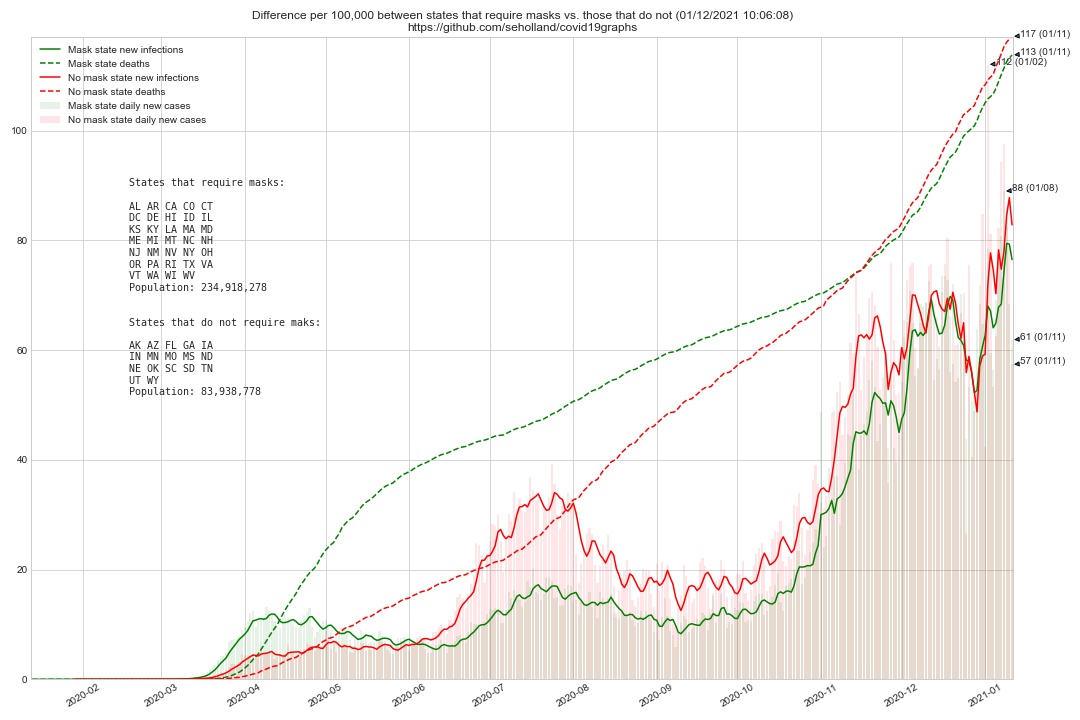 Difference per 100,000 between states that require masks vs. those that do not (01/12/2021 10:06:08)
https://github.com/seholland/covid19graphs
Mask state new infections
Mask state deaths
No mask state new infections
No mask state deaths
Mask state daily new cases
No mask state daily new cases
117 (01/11)
113 (01/11)
112 (01/02)
88 (01/08)
61 (01/11)
57 (01/11)
States that require masks:
AL AR CA CO CT
DC DE HI ID IL
KS KY LA MA MD
ME MI MT NC NH
NJ NM NV NY OH
OR PA RI TX VA
VT WA WI WV
Population: 234,918,278
States that do not require maks:
AK AZ FL GA IA
IN MN MO MS ND
NE OK SC SD TN
UT WY
Population: 83,938,778
100
80
60
40
20
0
2020-02
2020-03
2020-04
2020-05
2020-06
2020-07
2020-08
2020-09
2020-10
2020-11
2020-12
2021-01